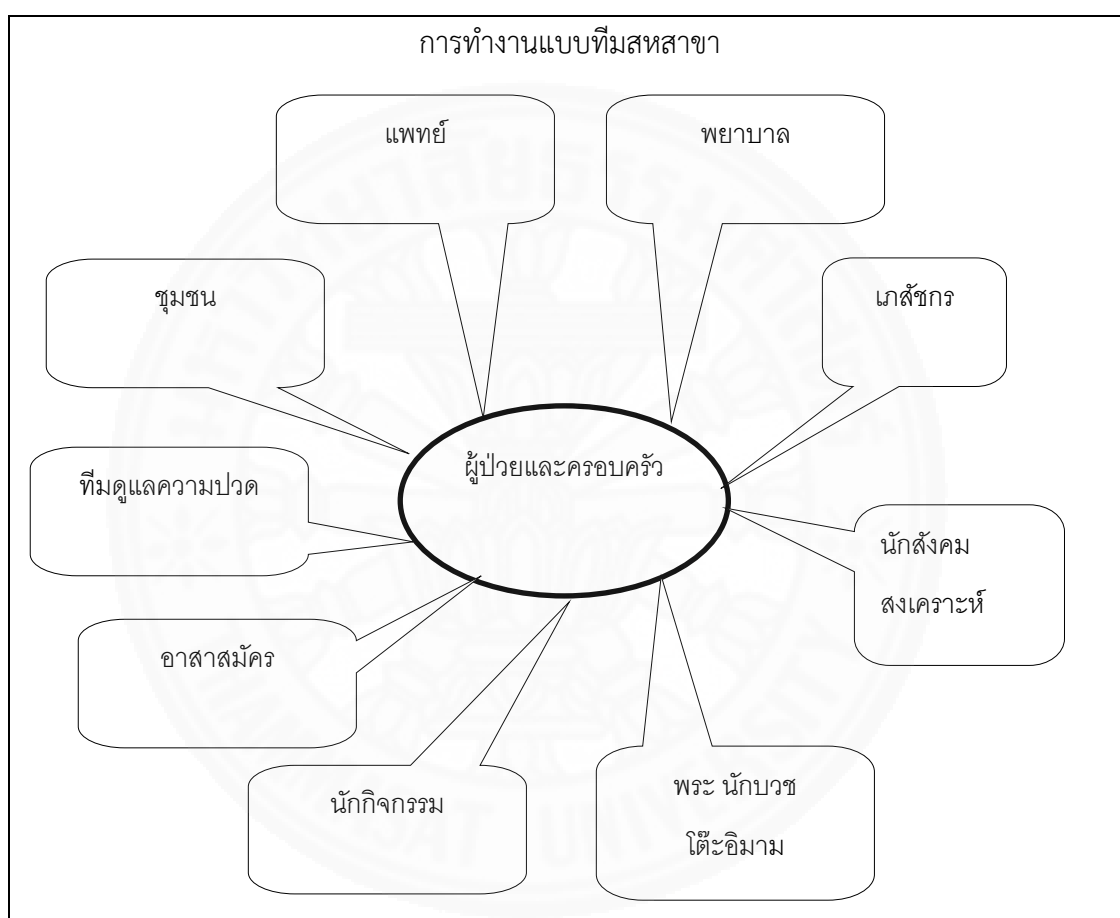 การทำงานแบบทีมสหสาขา
แพทย์
พยาบาล
ชุมชน
เภสัชกร
ผู้ป่วยและครอบครัว
ทีมดูแลความปวด
นักสังคม
สงเคราะห์
อาสาสมัคร
นักกิจกรรม
พระ นักบวช
โต๊ะอิมาม